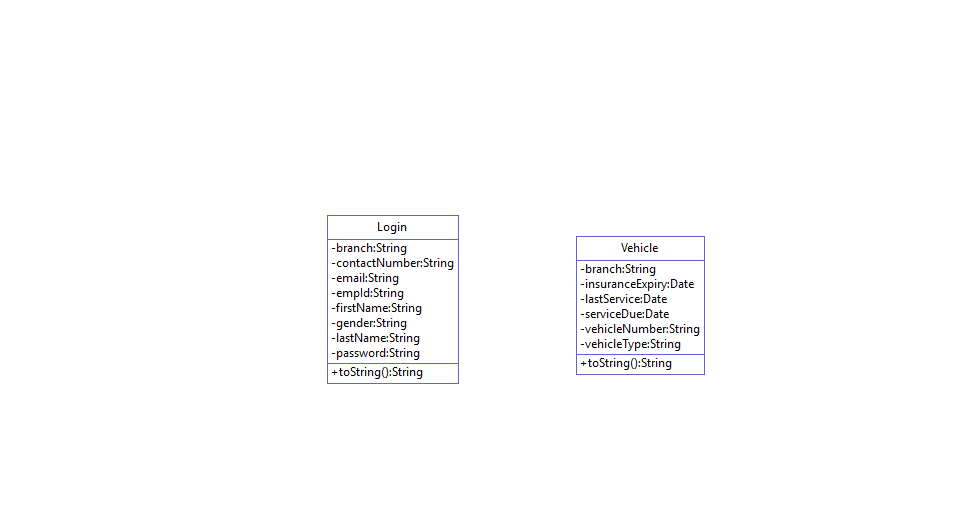 Login
-branch:String
-contactNumber:String
-email:String
-empId:String
-firstName:String
-gender:String
-lastName:String
-password:String
+toString():String
Vehicle
-branch:String
-insuranceExpiry:Date
-lastService:Date
-serviceDue:Date
-vehicleNumber:String
-vehicleType:String
+toString():String